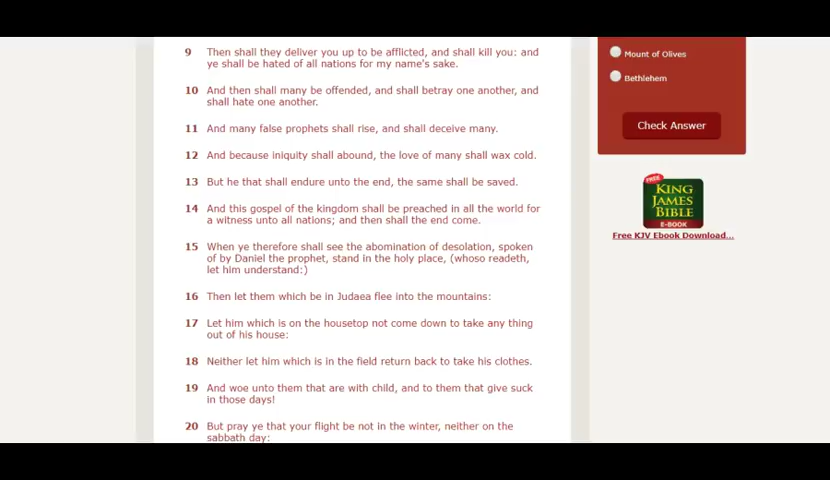 9 Then shall they deliver you up to be afflicted, and shall kill you: and
ye shall be hated of all nations for my name's sake.
10 And then shall many be offended, and shall betray one another, and
shall hate one another.
11 And many false prophets shall rise, and shall deceive many.
12 And because iniquity shall abound, the love of many shall wax cold.
13 But he that shall endure unto the end, the same shall be saved.
14 And this gospel of the kingdom shall be preached in all the world for
a witness unto all nations; and then shall the end come.
15 When ye therefore shall see the abomination of desolation, spoken
of by Daniel the prophet, stand in the holy place, (whoso readeth,
let him understand:)
16 Then let them which be in Judaea flee into the mountains:
17 Let him which is on the housetop not come down to take any thing
out of his house:
18 Neither let him which is in the field return back to take his clothes.
19 And woe unto them that are with child, and to them that give suck
in those days!
20 But pray ye that your flight be not in the winter, neither on the
sabbath day:
Mount of Olives
Bethlehem
Check Answer
FREE
KING
JAMES
BIBLE
E-BOOK
Free KJV Ebook Download...